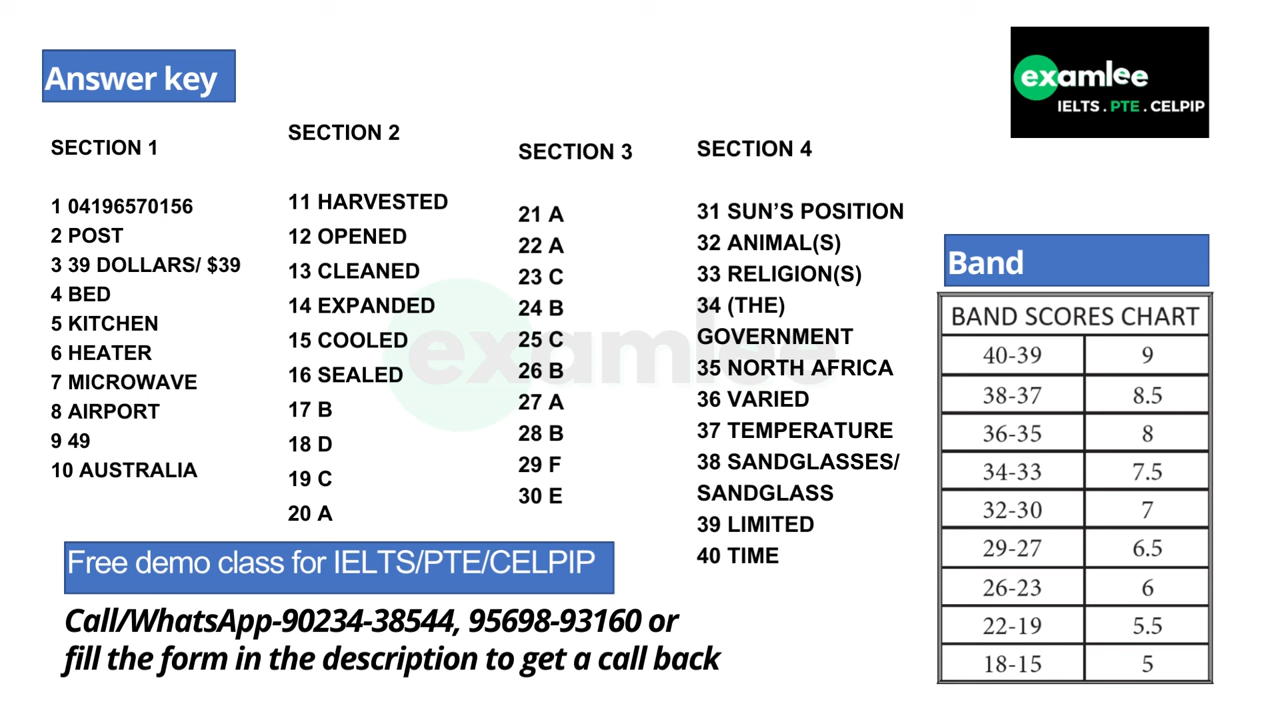 Answer key
examlee
IELTS . PTE . CELPIP
SECTION 1
1 04196570156
2 POST
3 39 DOLLARS/ $39
4 BED
5 KITCHEN
6 HEATER
7 MICROWAVE
8 AIRPORT
9 49
10 AUSTRALIA
SECTION 2
11 HARVESTED
12 OPENED
13 CLEANED
14 EXPANDED
15 COOLED
16 SEALED
17 B
18 D
19 C
20 A
SECTION 3
21 A
22 A
23 C
24 B
25 C
26 B
27 A
28 B
29 F
30 E
SECTION 4
31 SUN’S POSITION
32 ANIMAL(S)
33 RELIGION(S)
34 (THE)
GOVERNMENT
35 NORTH AFRICA
36 VARIED
37 TEMPERATURE
38 SANDGLASSES/
SANDGLASS
39 LIMITED
40 TIME
examlee
Band
BAND SCORES CHART
40-39 9
38-37 8.5
36-35 8
34-33 7.5
32-30 7
29-27 6.5
26-23 6
22-19 5.5
18-15 5
Free demo class for IELTS/PTE/CELPIP
Call/WhatsApp-90234-38544, 95698-93160 or
fill the form in the description to get a call back